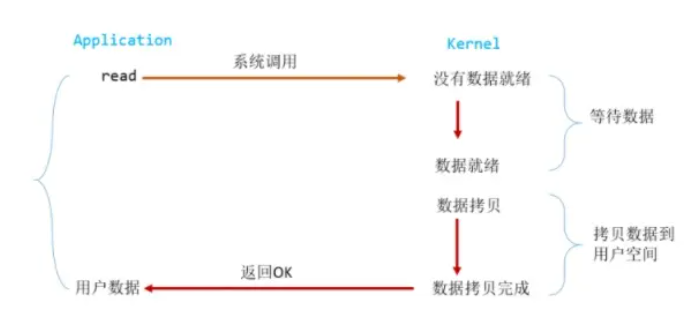 Application
Kernel
read
系统调用
没有数据就绪
等待数据
数据就绪
数据拷贝
拷贝数据到
用户空间
用户数据
返回OK
数据拷贝完成